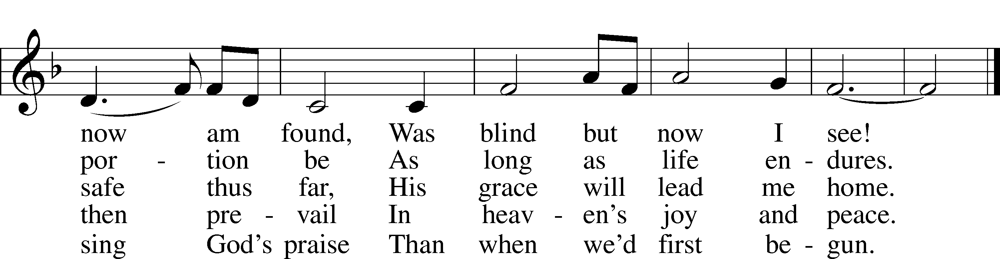 now am found, Was blind but now I see!
por - tion be As long as life en - dures.
safe thus far, His grace will lead me home.
then pre - vail In heav - en's joy and peace.
sing God's praise Than when we'd first be - gun.